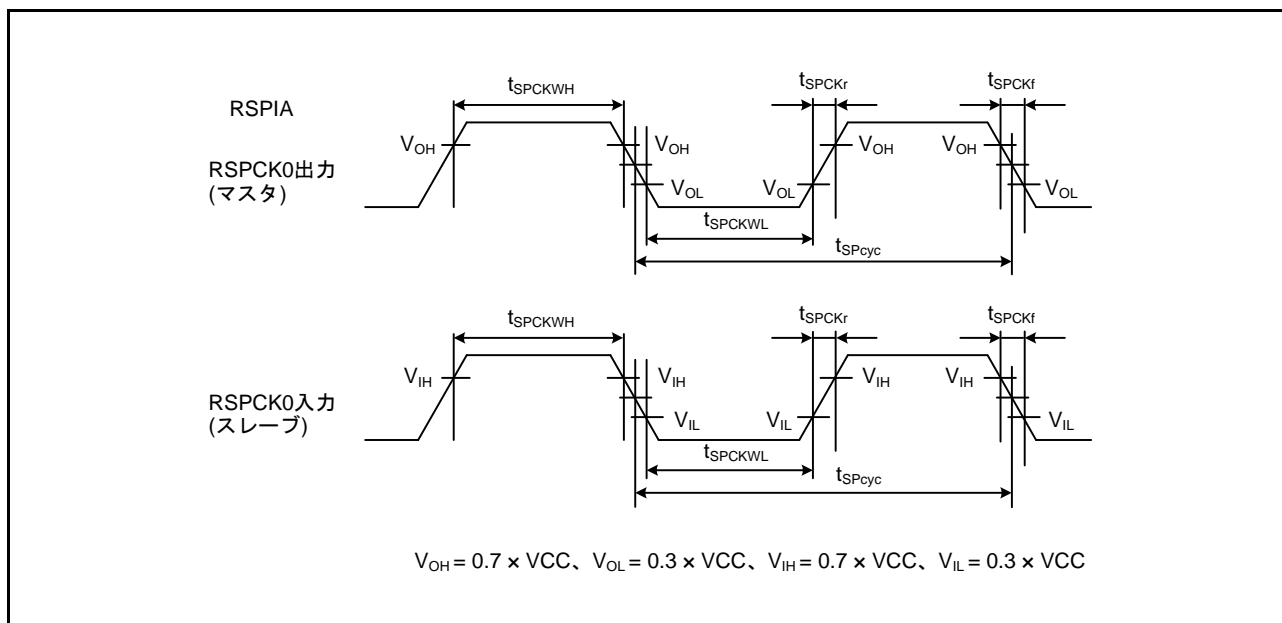 RSPIA
RSPCK0出力
(マスタ)
tSPCKWH
tSPCKr
tSPCKf
VOH
VOH
VOH
VOH
VOL
VOL
VOL
tSPCKWL
tSPcyc
RSPCK0入力
(スレーブ)
tSPCKWH
tSPCKr
tSPCKf
VIH
VIH
VIH
VIH
VIL
VIL
VIL
tSPCKWL
tSPcyc
VOH = 0.7 × VCC、VOL = 0.3 × VCC、VIH = 0.7 × VCC、VIL = 0.3 × VCC